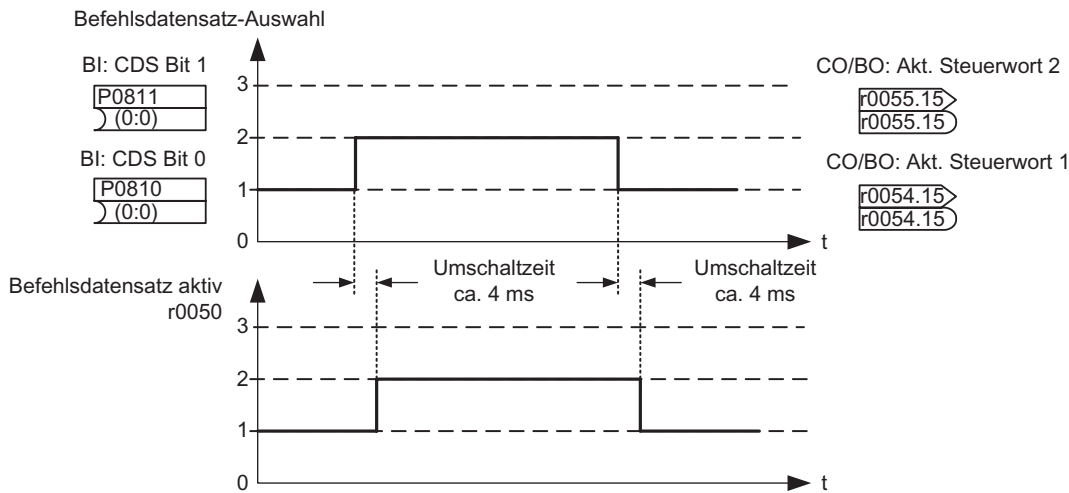 Befehlsdatensatz-Auswahl
BI: CDS Bit 1
P0811
(0:0)
BI: CDS Bit 0
P0810
(0:0)
3
2
1
0
t
CO/BO: Akt. Steuerwort 2
r0055.15
r0055.15
CO/BO: Akt. Steuerwort 1
r0054.15
r0054.15
Befehlsdatensatz aktiv
r0050
Umschaltzeit
ca. 4 ms
Umschaltzeit
ca. 4 ms
3
2
1
0
t